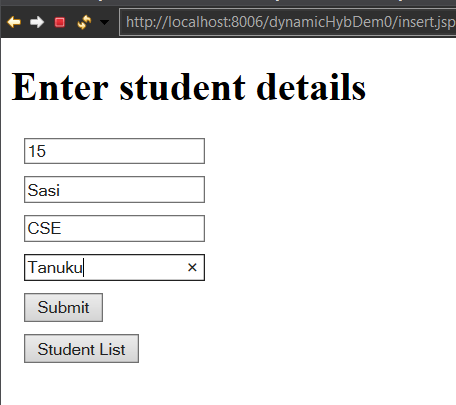 http://localhost:8006/dynamicHybDem0/insert.jsp
Enter student details
15
Sasi
CSE
Tanuku
Submit
Student List